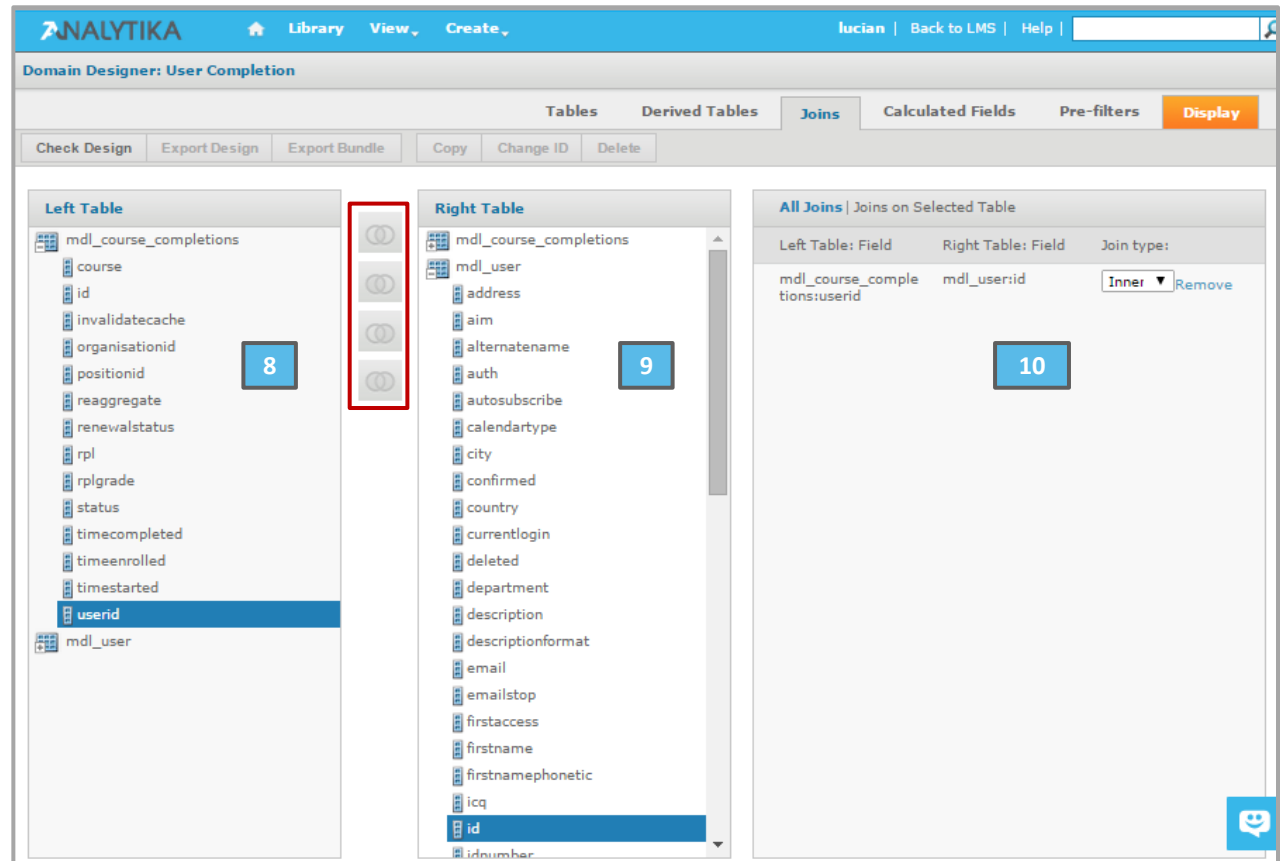 ANALYTIKA Library View Create lucian | Back to LMS | Help |
Domain Designer: User Completion
Tables Derived Tables Joins Calculated Fields Pre-filters Display
Check Design Export Design Export Bundle Copy Change ID Delete
Left Table
mdl_course_completions
course
id
invalidatecache
organisationid
positionid
reaggregate
renewalstatus
rpl
rplgrade
status
timecompleted
timeenrolled
timestarted
userid
mdl_user
8
Right Table
mdl_course_completions
mdl_user
address
aim
alternatename
auth
autosubscribe
calendartype
city
confirmed
country
currentlogin
deleted
department
description
descriptionformat
email
emailstop
firstaccess
firstname
firstnamephonetic
icq
id
idnumber
9
All Joins | Joins on Selected Table
Left Table: Field Right Table: Field Join type:
mdl_course_comple mdl_user:id Inner Remove
tions:userid
10